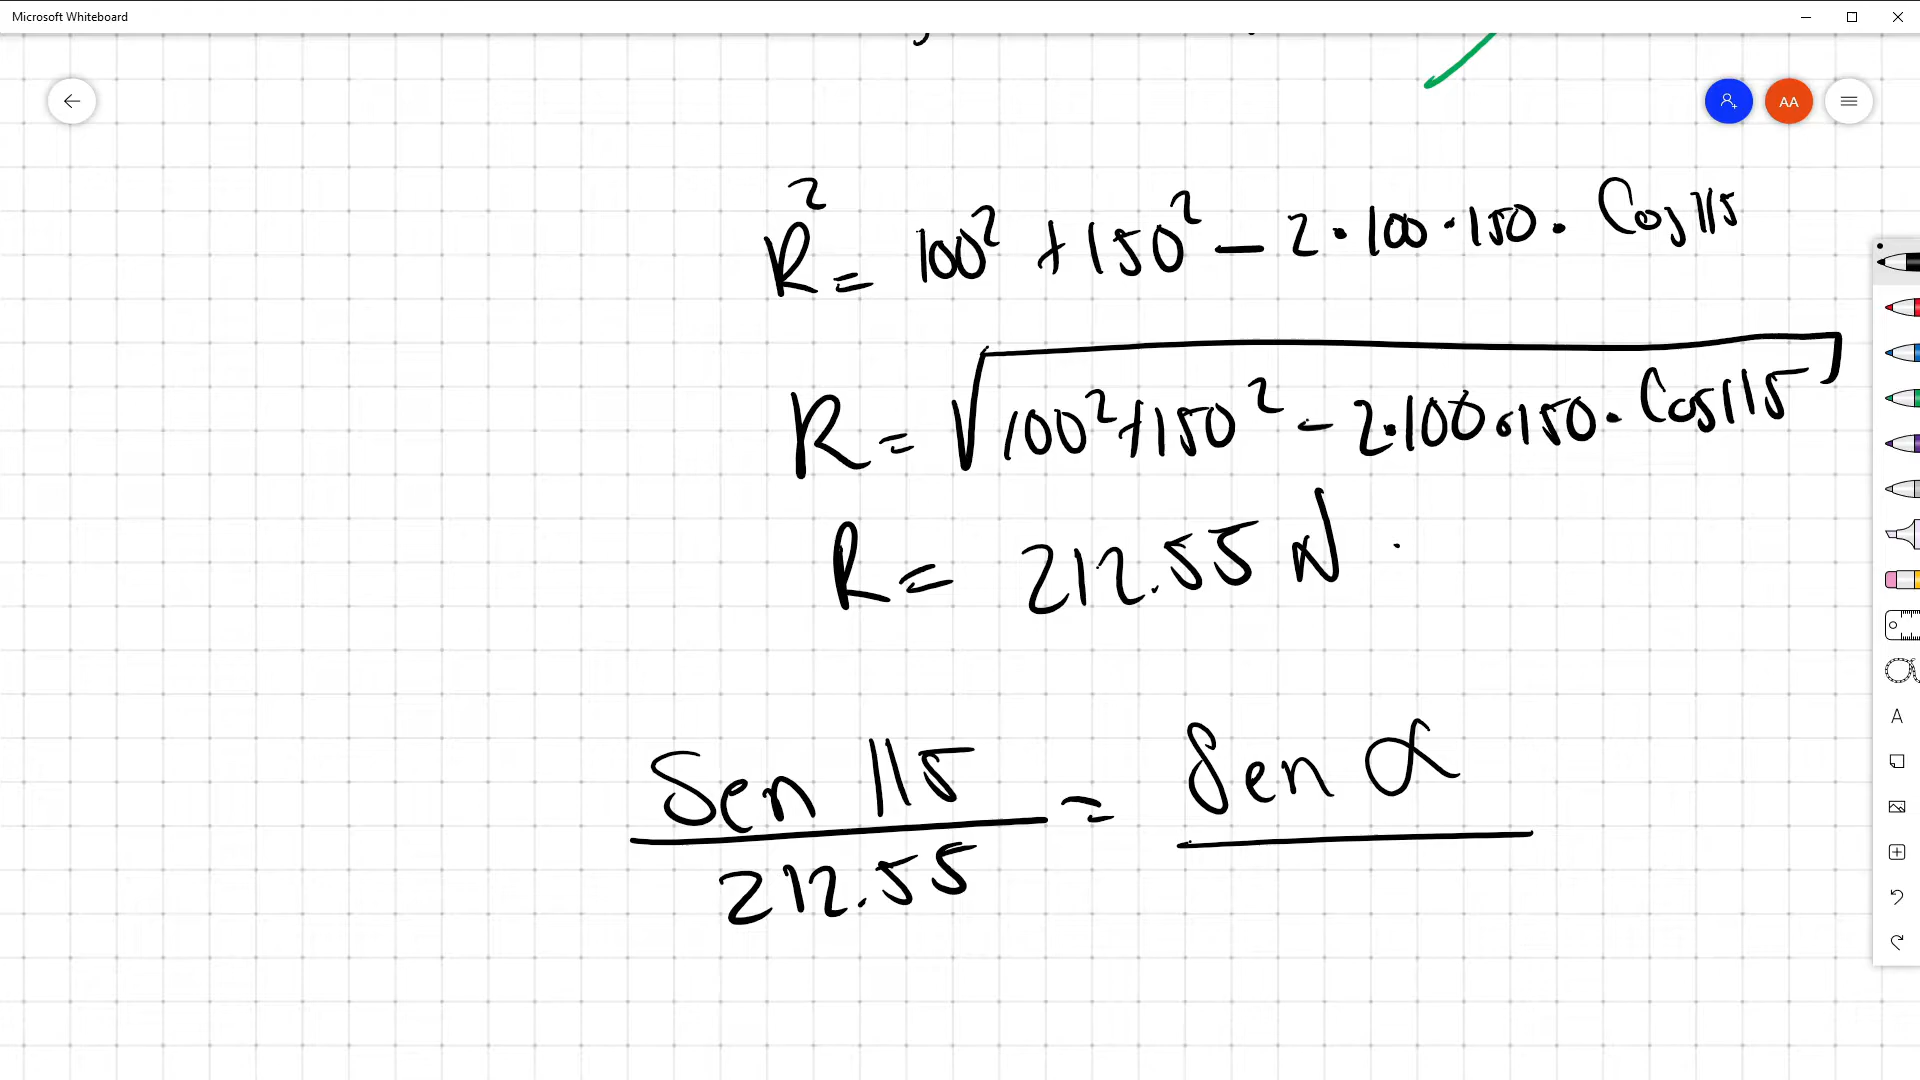 Microsoft Whiteboard
AA
R² = 100² + 150² - 2 · 100 · 150 · Cos 115
R = √100² + 150² - 2 · 100 · 150 · Cos 115
R = 212.55 N
Sen 115 = Sen α
212.55
A